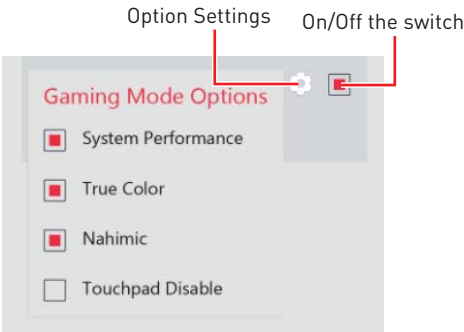 Option Settings
On/Off the switch
Gaming Mode Options
System Performance
True Color
Nahimic
Touchpad Disable